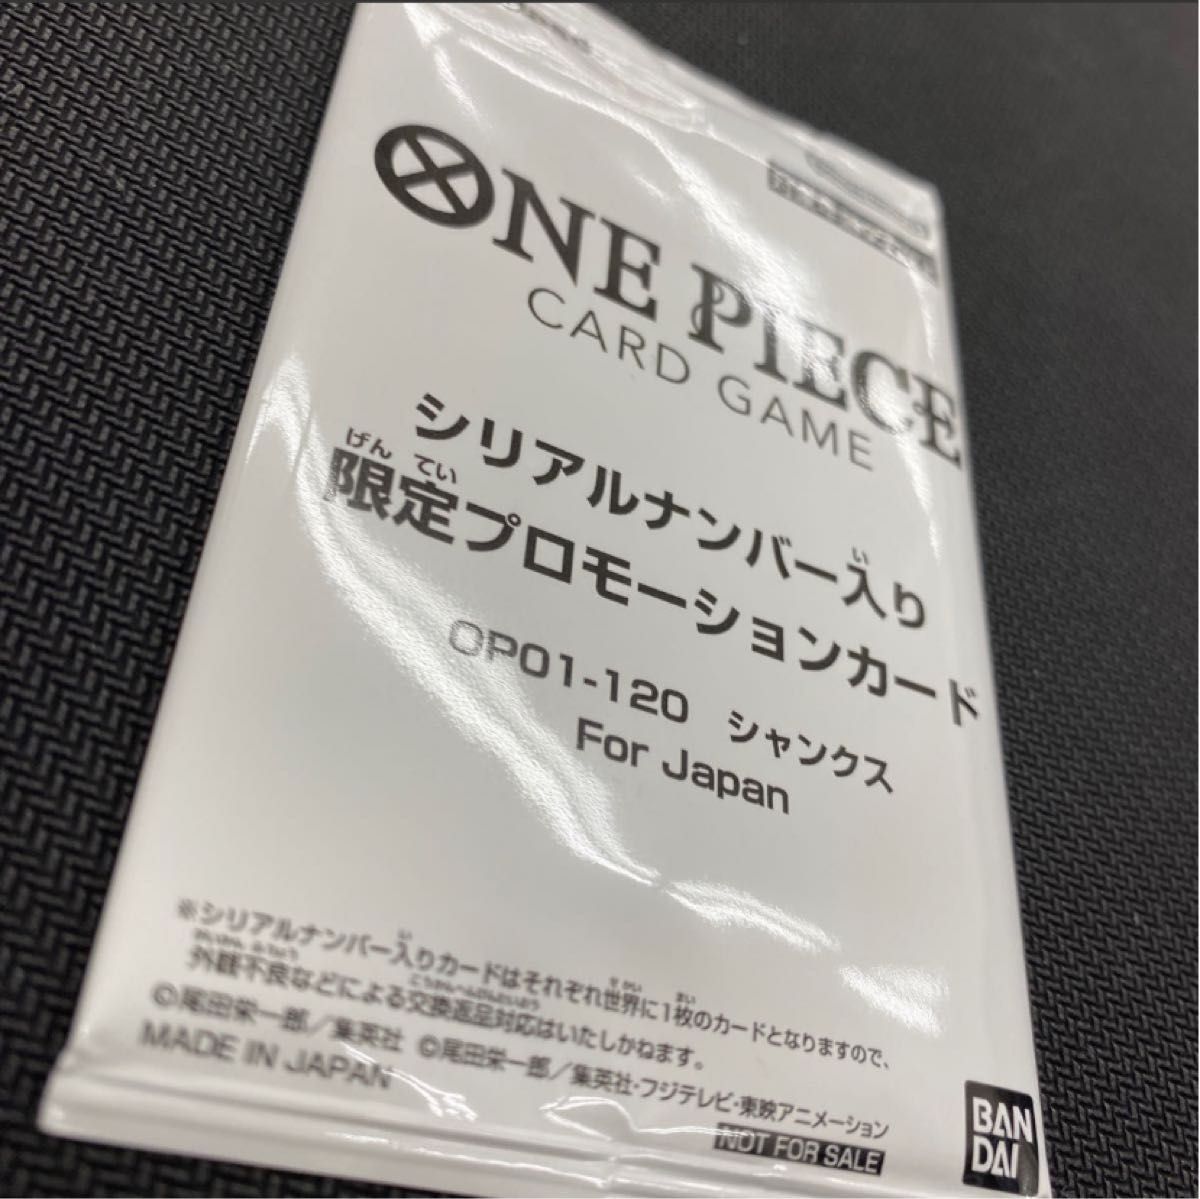 ONE PIECE
CARD GAME
シリアルナンバー入り
限定プロモーションカード
OP01-120 シャンクス
For Japan
※シリアルナンバー入りカードはそれぞれ世界に1枚のカードとなりますので、
外観不良などによる交換返品対応はいたしかねます。
©尾田栄一郎／集英社 ©尾田栄一郎／集英社・フジテレビ・東映アニメーション
MADE IN JAPAN
NOT FOR SALE
BAN
DAI